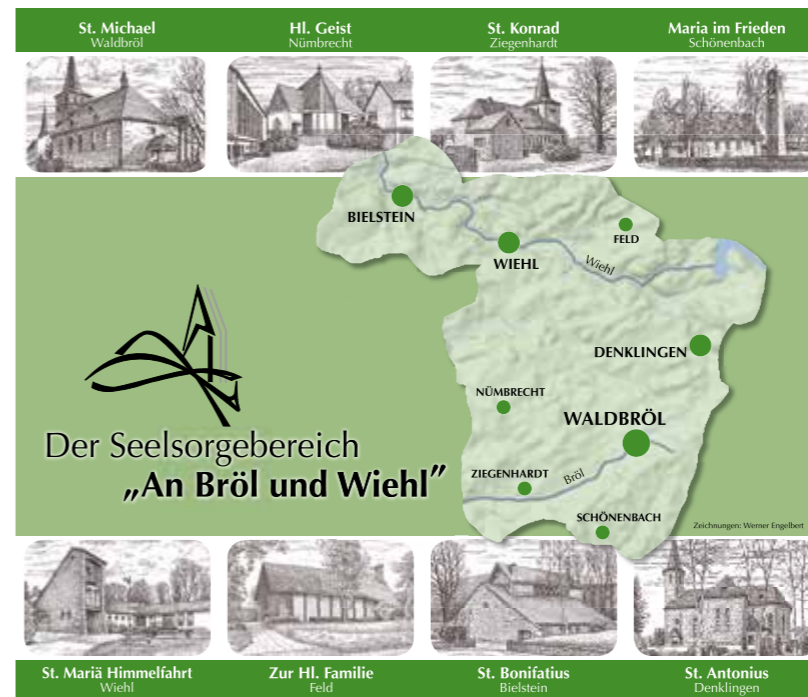 St. Michael
Waldbröl
Hl. Geist
Nümbrecht
St. Konrad
Ziegenhardt
Maria im Frieden
Schönenbach
BIELSTEIN
WIEHL
FELD
Wiehl
DENKLINGEN
NÜMBRECHT
WALDBRÖL
ZIEGENHARDT
Bröl
SCHÖNENBACH
Der Seelsorgebereich
„An Bröl und Wiehl”
Zeichnungen: Werner Engelbert
St. Mariä Himmelfahrt
Wiehl
Zur Hl. Familie
Feld
St. Bonifatius
Bielstein
St. Antonius
Denklingen